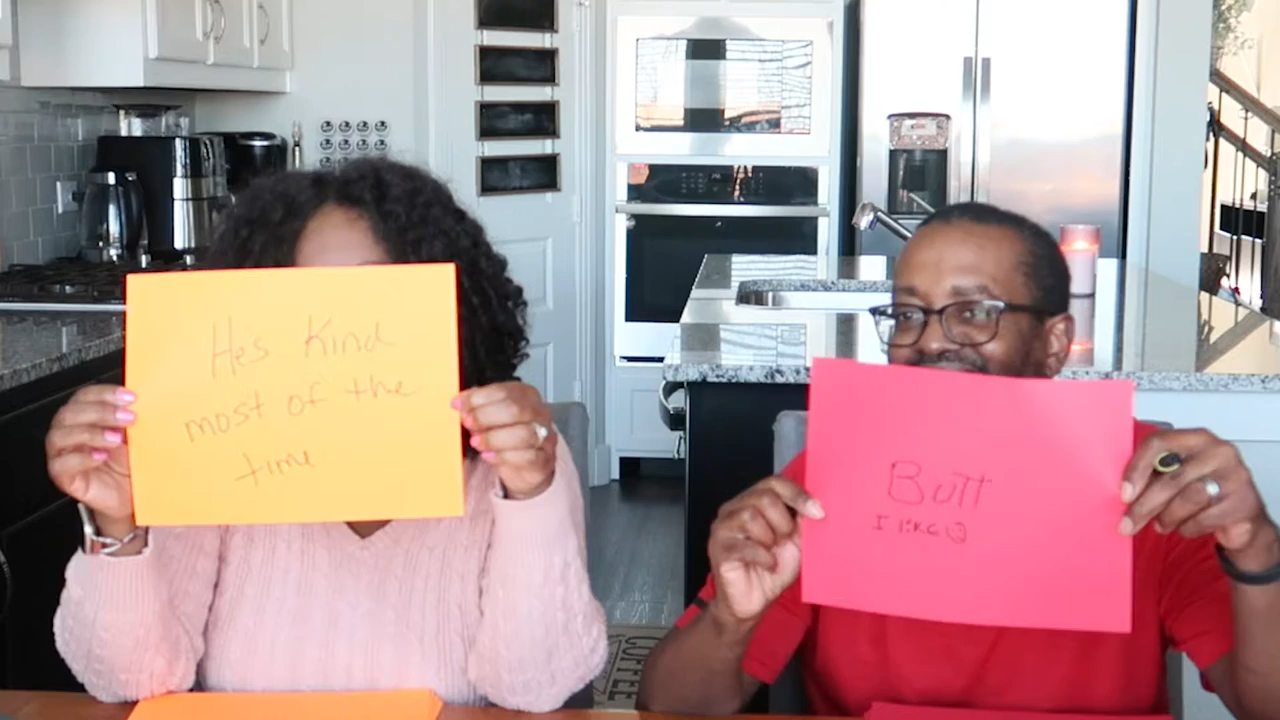 He's Kind
most of the
time
Butt
I like ☺
COFFEE